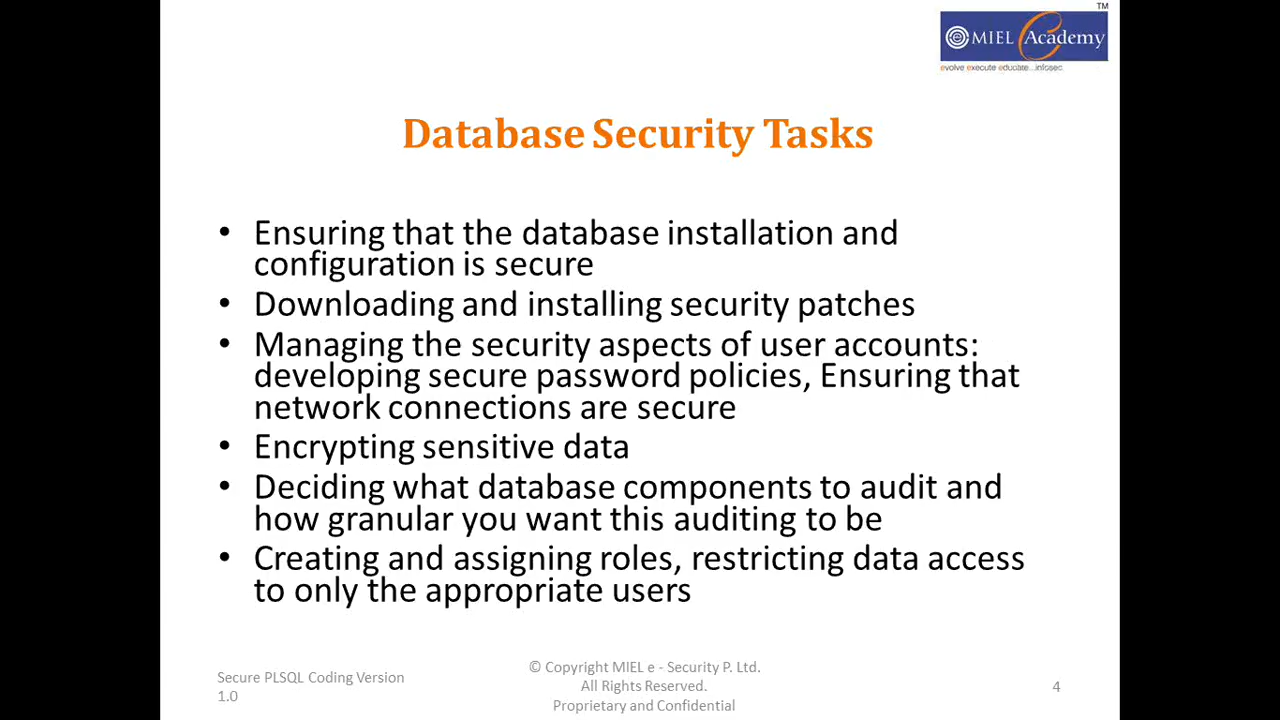 TM
MIEL Academy
evolve execute educate...infosec
Database Security Tasks
• Ensuring that the database installation and
configuration is secure
• Downloading and installing security patches
• Managing the security aspects of user accounts:
developing secure password policies, Ensuring that
network connections are secure
• Encrypting sensitive data
• Deciding what database components to audit and
how granular you want this auditing to be
• Creating and assigning roles, restricting data access
to only the appropriate users
Secure PLSQL Coding Version
1.0
© Copyright MIEL e - Security P. Ltd.
All Rights Reserved.
Proprietary and Confidential
4